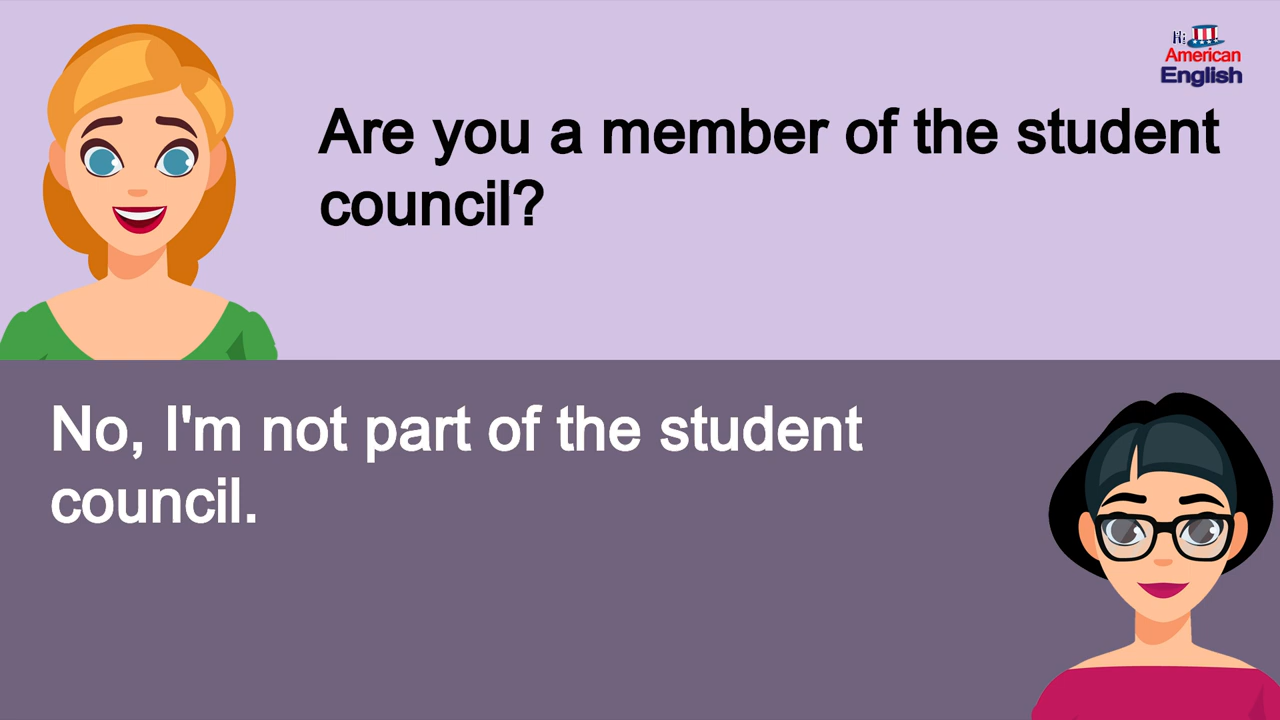 Hi
American
English
Are you a member of the student
council?
No, I'm not part of the student
council.